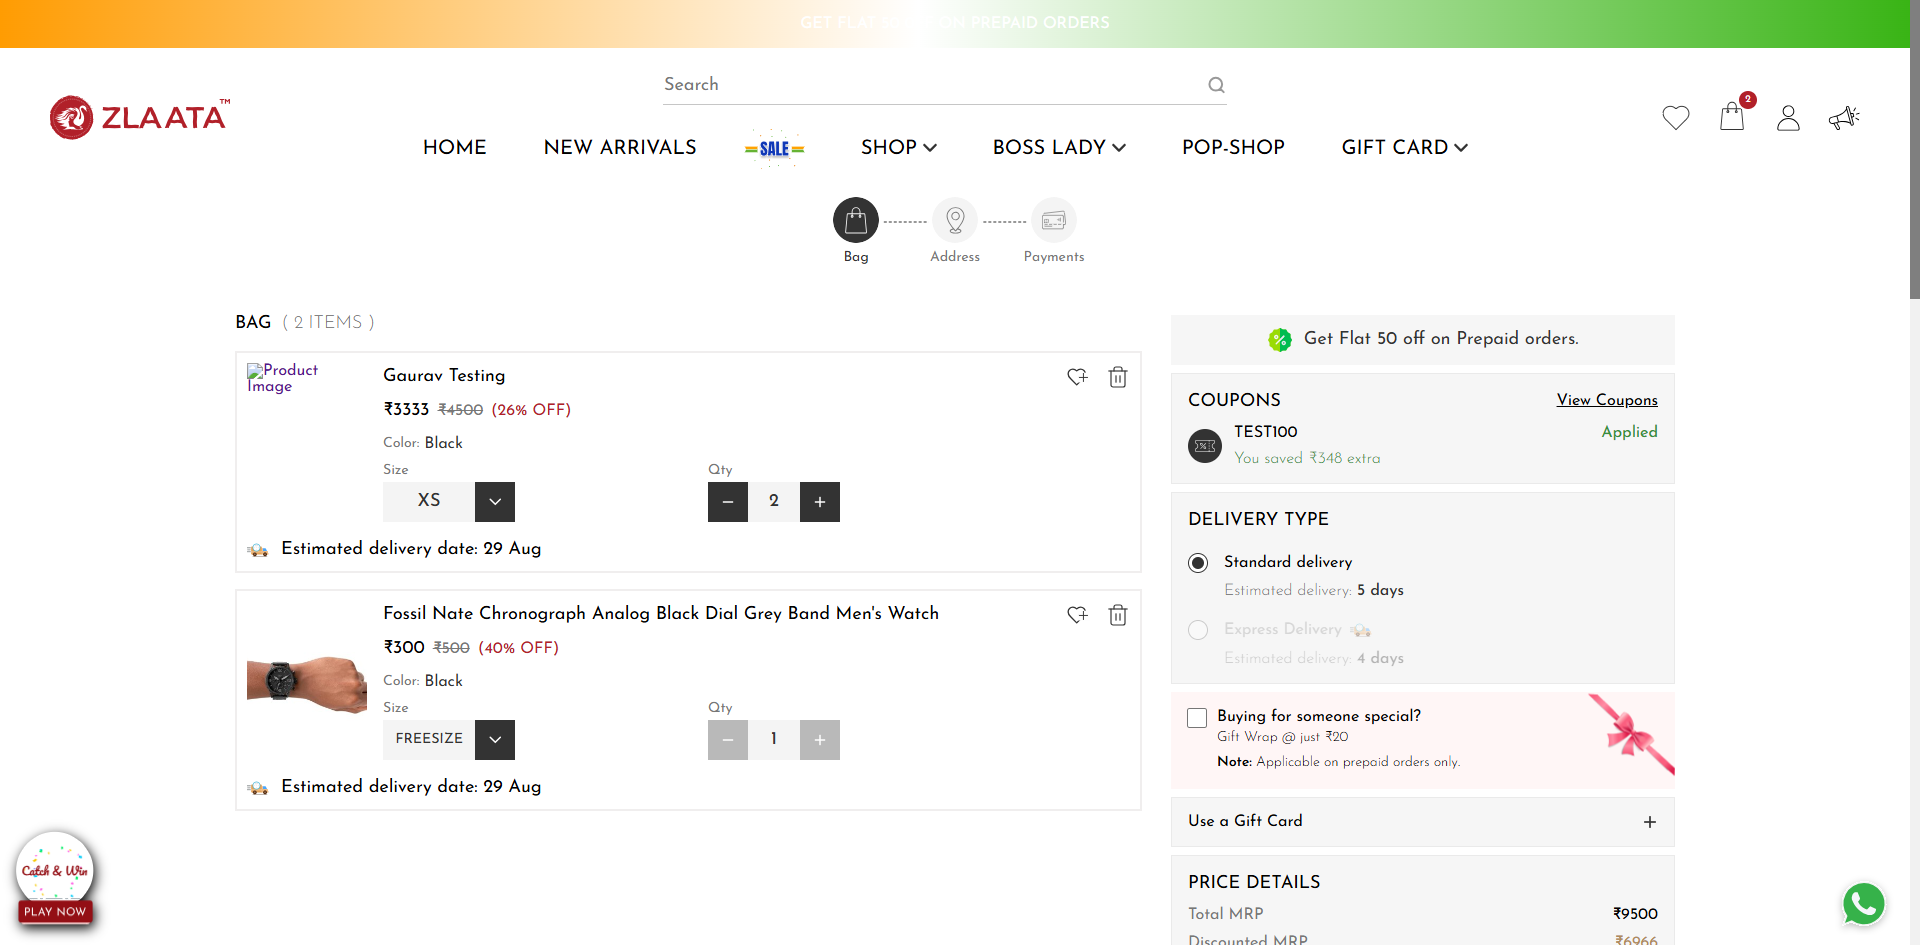 GET FLAT 50 OFF ON PREPAID ORDERS
Search
ZLAATA™
2
HOME
NEW ARRIVALS
SALE
SHOP
BOSS LADY
POP-SHOP
GIFT CARD
Bag
Address
Payments
BAG ( 2 ITEMS )
Product Image
Gaurav Testing
₹3333 ₹4500 (26% OFF)
Color: Black
Size
Qty
XS
2
Estimated delivery date: 29 Aug
Fossil Nate Chronograph Analog Black Dial Grey Band Men's Watch
₹300 ₹500 (40% OFF)
Color: Black
Size
Qty
FREESIZE
1
Estimated delivery date: 29 Aug
Get Flat 50 off on Prepaid orders.
COUPONS
View Coupons
TEST100
Applied
You saved ₹348 extra
DELIVERY TYPE
Standard delivery
Estimated delivery: 5 days
Express Delivery
Estimated delivery: 4 days
Buying for someone special?
Gift Wrap @ just ₹20
Note: Applicable on prepaid orders only.
Use a Gift Card
PRICE DETAILS
Total MRP
₹9500
Discounted MRP
₹6966
Catch & Win
PLAY NOW